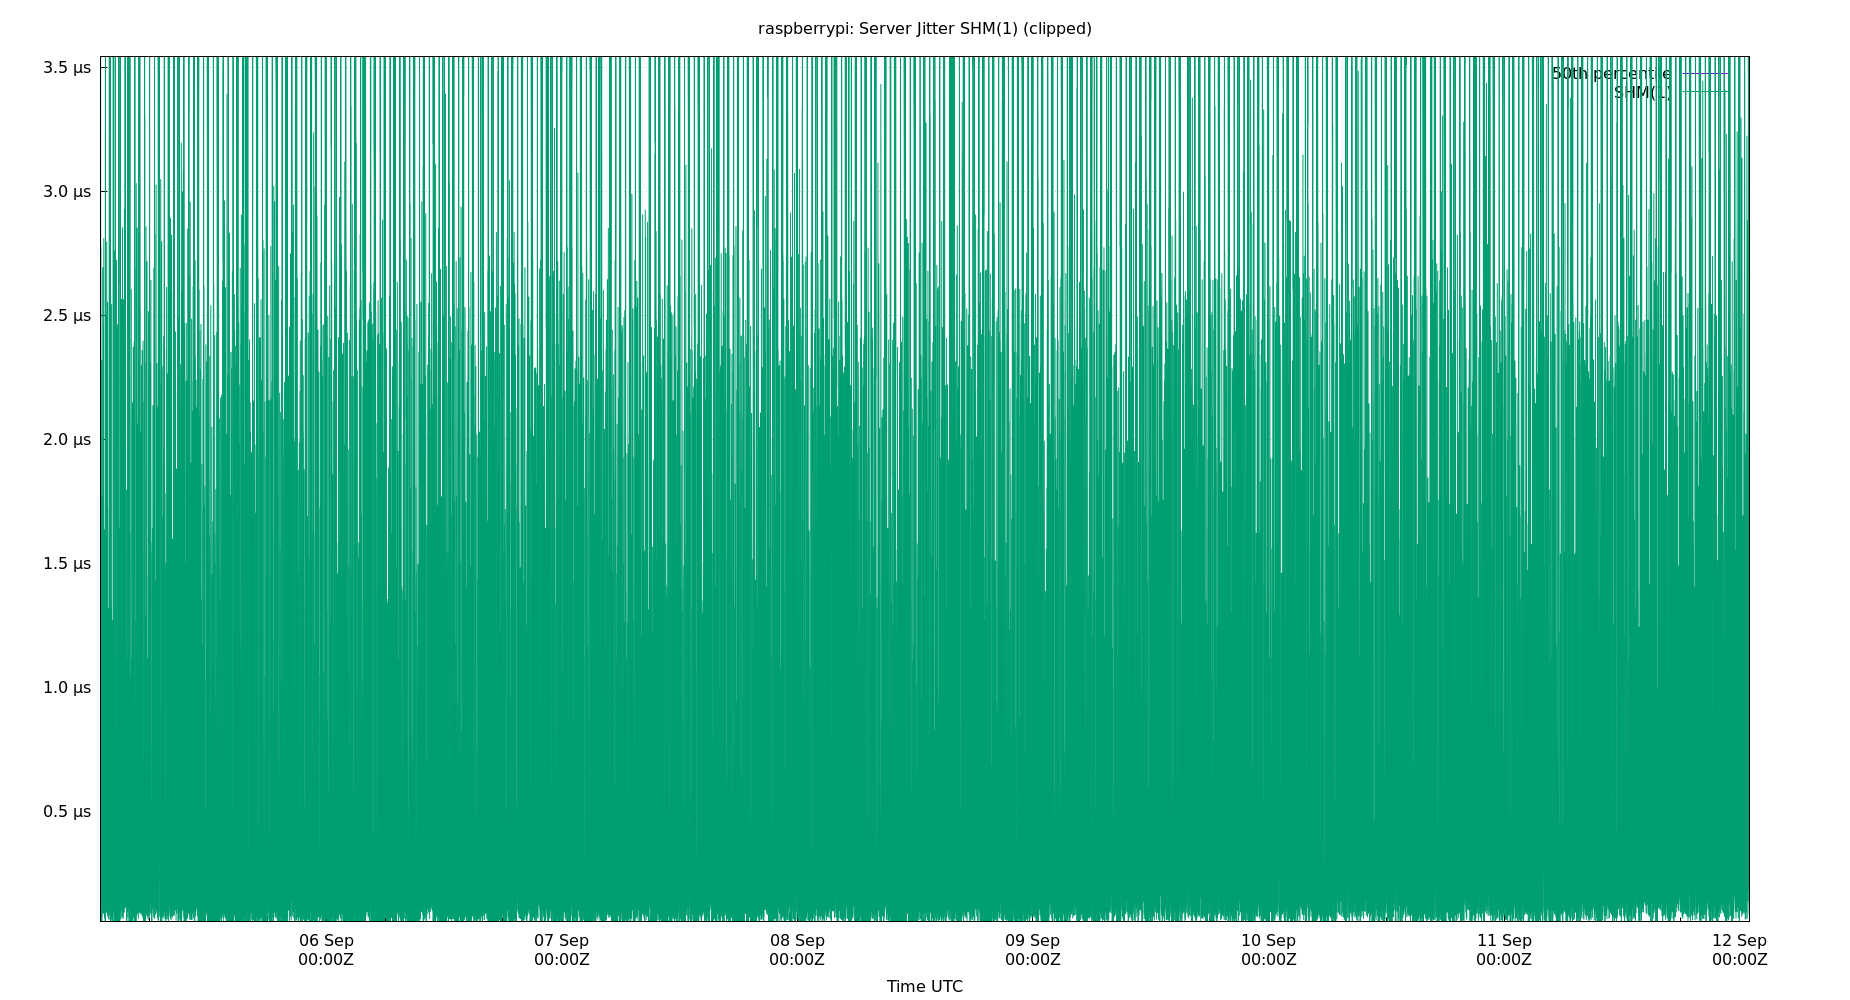 raspberrypi: Server Jitter SHM(1) (clipped)
3.5 µs
50th percentile
SHM(1)
3.0 µs
2.5 µs
2.0 µs
1.5 µs
1.0 µs
0.5 µs
06 Sep 07 Sep 08 Sep 09 Sep 10 Sep 11 Sep 12 Sep
00:00Z 00:00Z 00:00Z 00:00Z 00:00Z 00:00Z 00:00Z
Time UTC